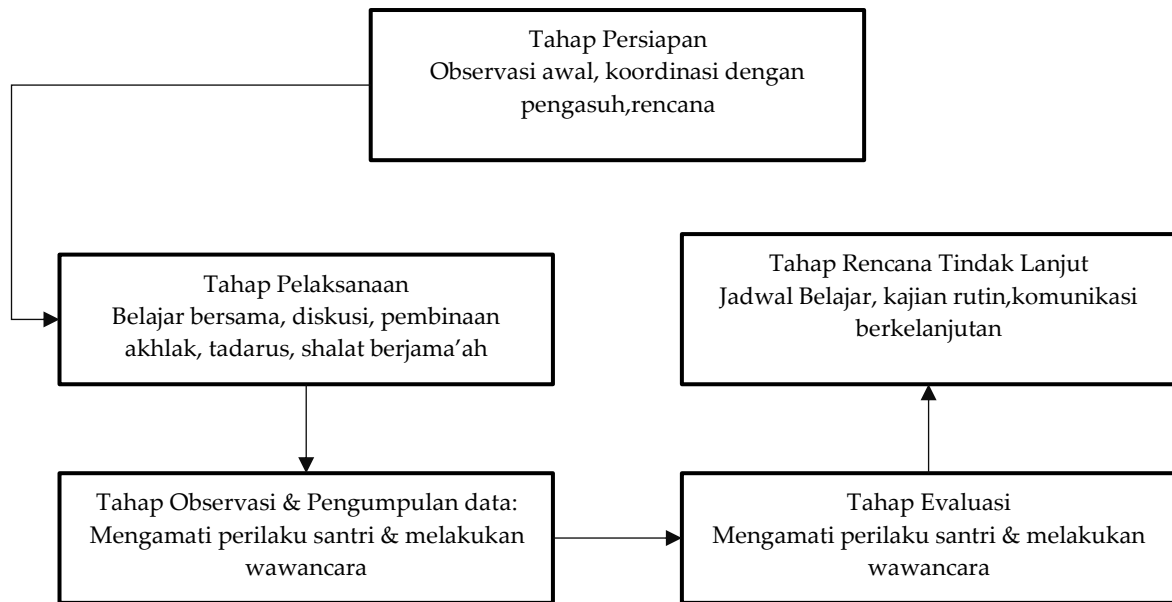 Tahap Persiapan
Observasi awal, koordinasi dengan
pengasuh,rencana
Tahap Pelaksanaan
Belajar bersama, diskusi, pembinaan
akhlak, tadarus, shalat berjama’ah
Tahap Observasi & Pengumpulan data:
Mengamati perilaku santri & melakukan
wawancara
Tahap Evaluasi
Mengamati perilaku santri & melakukan
wawancara
Tahap Rencana Tindak Lanjut
Jadwal Belajar, kajian rutin,komunikasi
berkelanjutan